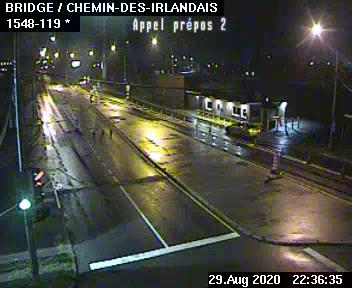 BRIDGE / CHEMIN-DES-IRLANDAIS
1548-119 *
Appel prépos 2
29.Aug 2020 22:36:35